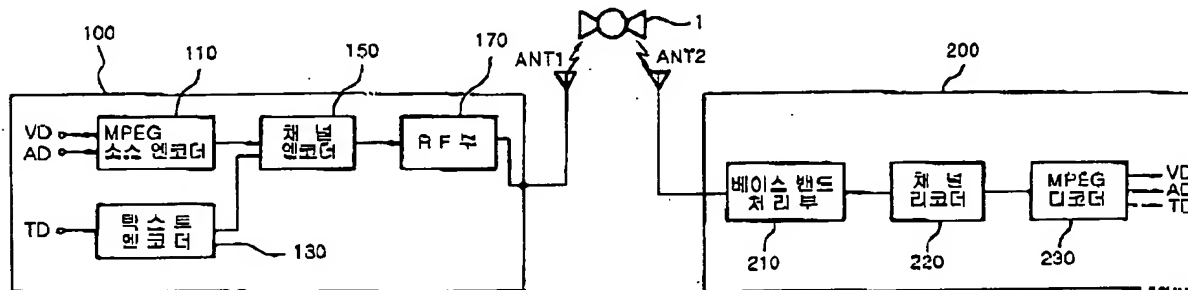 1
100
110
150
170
ANT1
ANT2
200
VD
AD
MPEG
소스 엔코더
채 널
엔코더
R F 부
TD
텍스트
엔 코 더
130
베이스 밴드
처 리 부
210
채 널
리코더
220
MPEG
디코더
230
VD
AD
TD